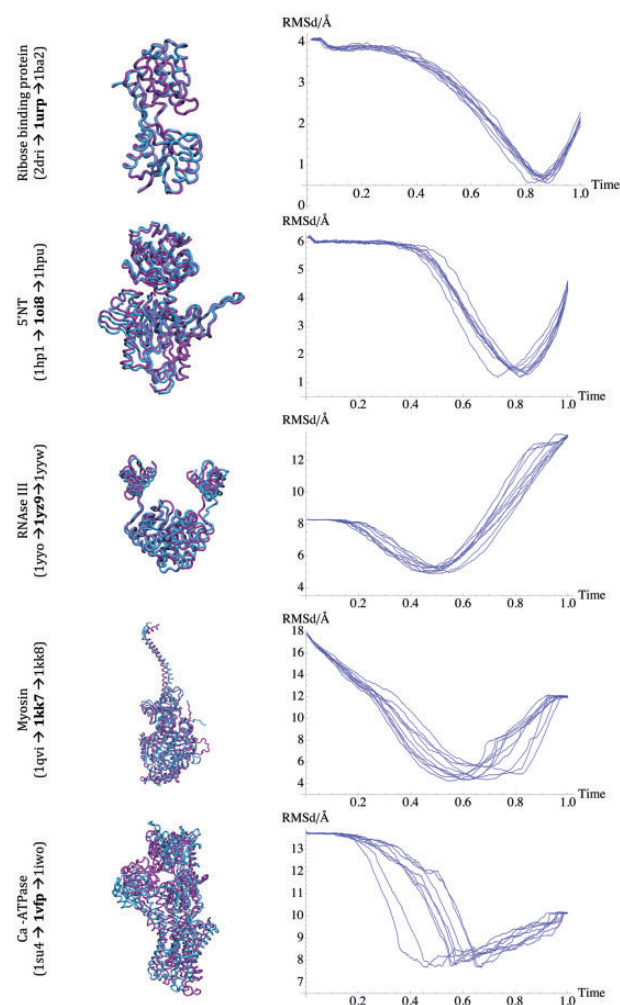 Ribose binding protein
(2dri → 1urp → 1ba2)
RMSd/Å
4
3
2
1
0
0.2 0.4 0.6 0.8 1.0 Time
5'NT
(1hp1 → 1oi8 → 1hpu)
RMSd/Å
6
5
4
3
2
1
0.2 0.4 0.6 0.8 1.0 Time
RNAse III
(1yyo → 1yz9 → 1yyw)
RMSd/Å
12
10
8
6
4
0.2 0.4 0.6 0.8 1.0 Time
Myosin
(1qvi → 1kk7 → 1kk8)
RMSd/Å
18
16
14
12
10
8
6
4
0.2 0.4 0.6 0.8 1.0 Time
Ca -ATPase
(1su4 → 1vfp → 1iwo)
RMSd/Å
13
12
11
10
9
8
7
0.2 0.4 0.6 0.8 1.0 Time